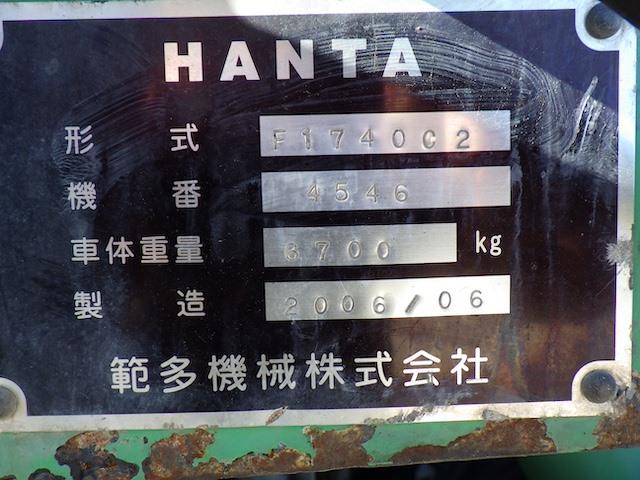 HANTA
形式 F1740C2
機番 4546
車体重量 kg
製造 2006/06
範多機械株式会社